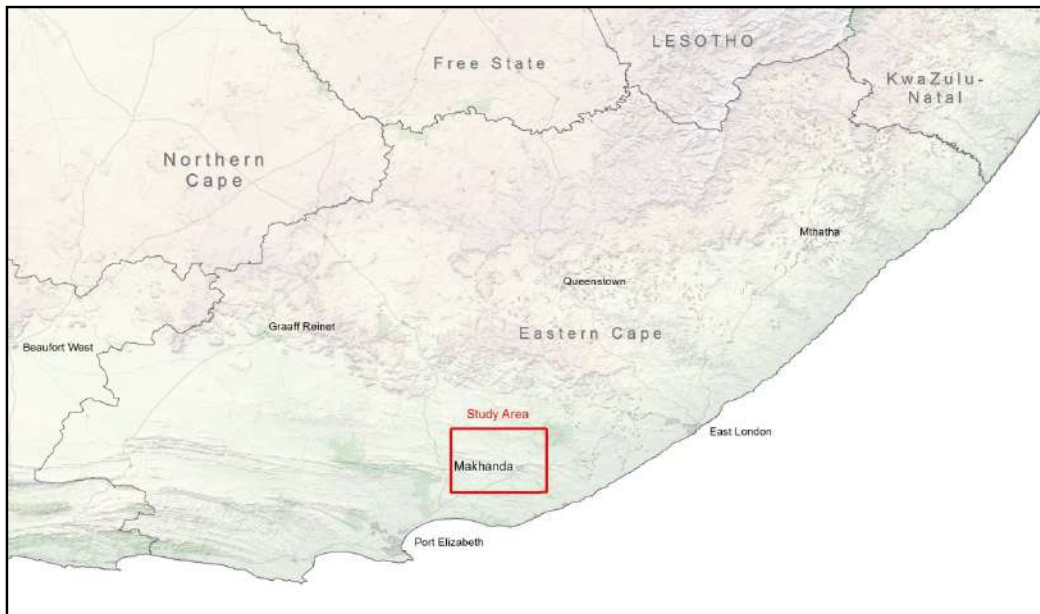 LESOTHO
Free State
KwaZulu-
Natal
Northern
Cape
Mthatha
Queenstown
Graaff Reinet
Eastern Cape
Beaufort West
Study Area
East London
Makhanda
Port Elizabeth